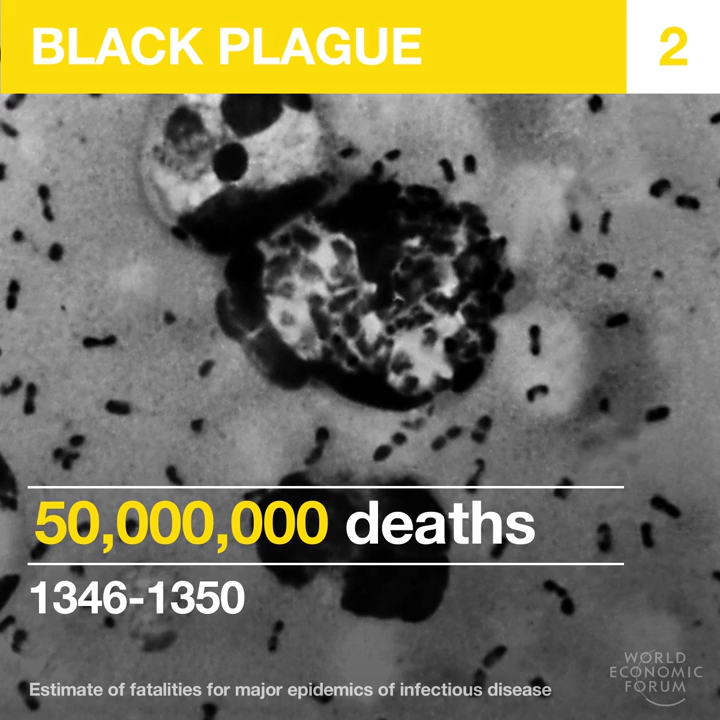 BLACK PLAGUE
2
50,000,000 deaths
1346-1350
Estimate of fatalities for major epidemics of infectious disease
WORLD
ECONOMIC
FORUM